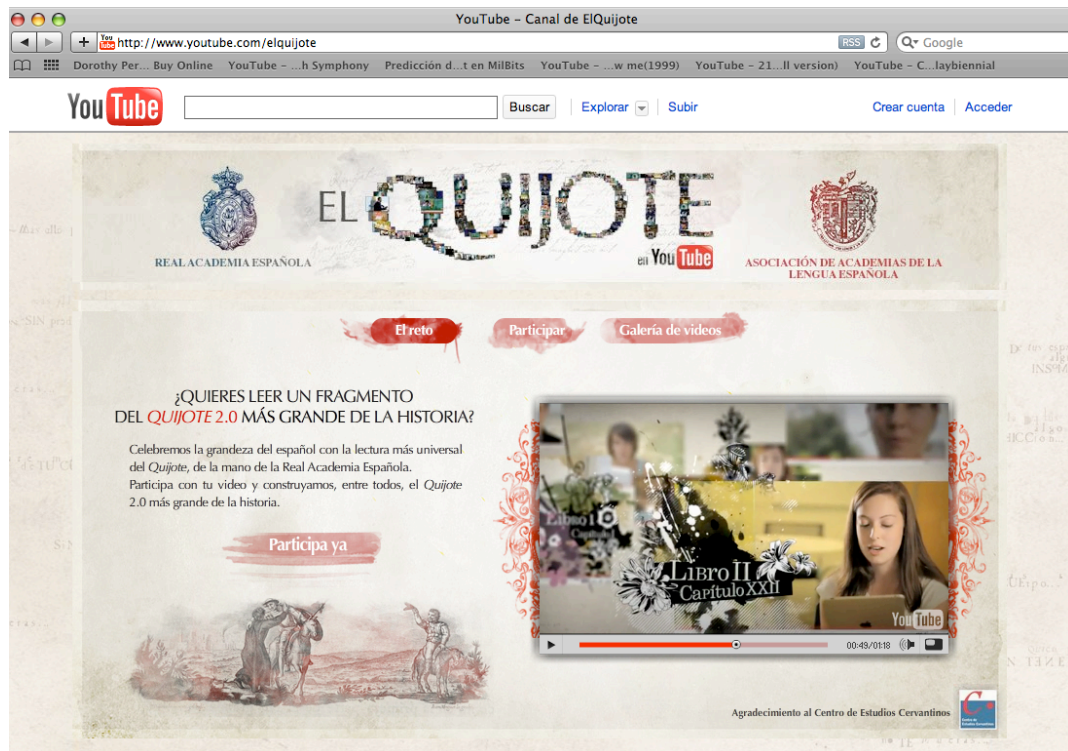 YouTube – Canal de ElQuijote
http://www.youtube.com/elquijote
RSS
Google
Dorothy Per... Buy Online
YouTube – ...h Symphony
Predicción d...t en MilBits
YouTube – ...w me(1999)
YouTube – 21...ll version)
YouTube – C...laybiennial
YouTube
Buscar
Explorar
Subir
Crear cuenta
Acceder
REAL ACADEMIA ESPAÑOLA
EL QUIJOTE
en YouTube
ASOCIACIÓN DE ACADEMIAS DE LA
LENGUA ESPAÑOLA
El reto
Participar
Galería de videos
¿QUIERES LEER UN FRAGMENTO
DEL QUIJOTE 2.0 MÁS GRANDE DE LA HISTORIA?
Celebremos la grandeza del español con la lectura más universal
del Quijote, de la mano de la Real Academia Española.
Participa con tu video y construyamos, entre todos, el Quijote
2.0 más grande de la historia.
Participa ya
LIBRO I
Capítulo
LIBRO II
CAPÍTULO XXII
YouTube
00:49/01:18
Agradecimiento al Centro de Estudios Cervantinos